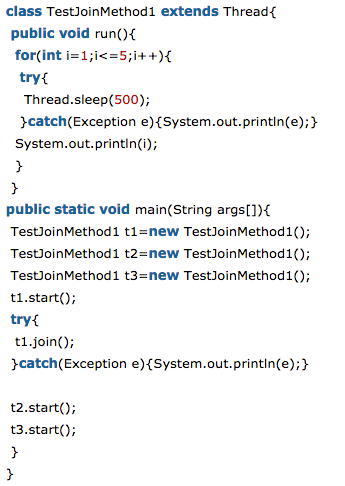 class TestJoinMethod1 extends Thread{
public void run(){
for(int i=1;i<=5;i++){
try{
Thread.sleep(500);
}catch(Exception e){System.out.println(e);}
System.out.println(i);
}
}
public static void main(String args[]){
TestJoinMethod1 t1=new TestJoinMethod1();
TestJoinMethod1 t2=new TestJoinMethod1();
TestJoinMethod1 t3=new TestJoinMethod1();
t1.start();
try{
t1.join();
}catch(Exception e){System.out.println(e);}
t2.start();
t3.start();
}
}